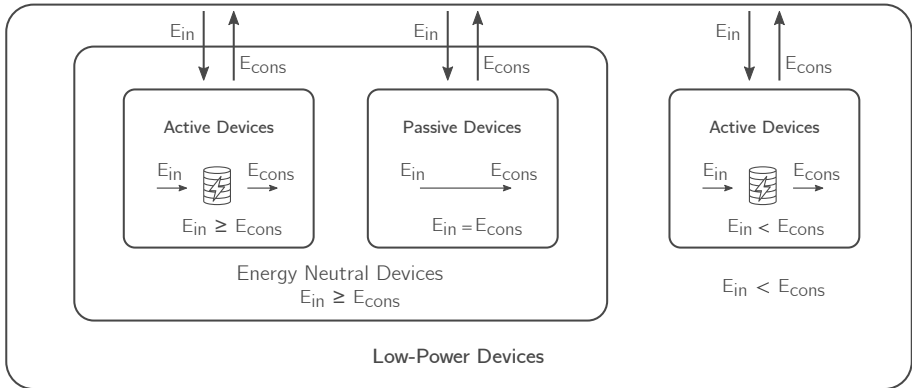 E_in
E_cons
E_in
E_cons
E_in
E_cons
Active Devices
E_in
E_cons
E_in ≥ E_cons
Passive Devices
E_in
E_cons
E_in = E_cons
Active Devices
E_in
E_cons
E_in < E_cons
Energy Neutral Devices
E_in ≥ E_cons
E_in < E_cons
Low-Power Devices